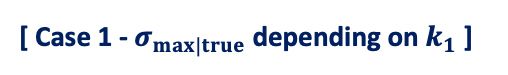 [ Case 1 - σmax|true depending on k1 ]